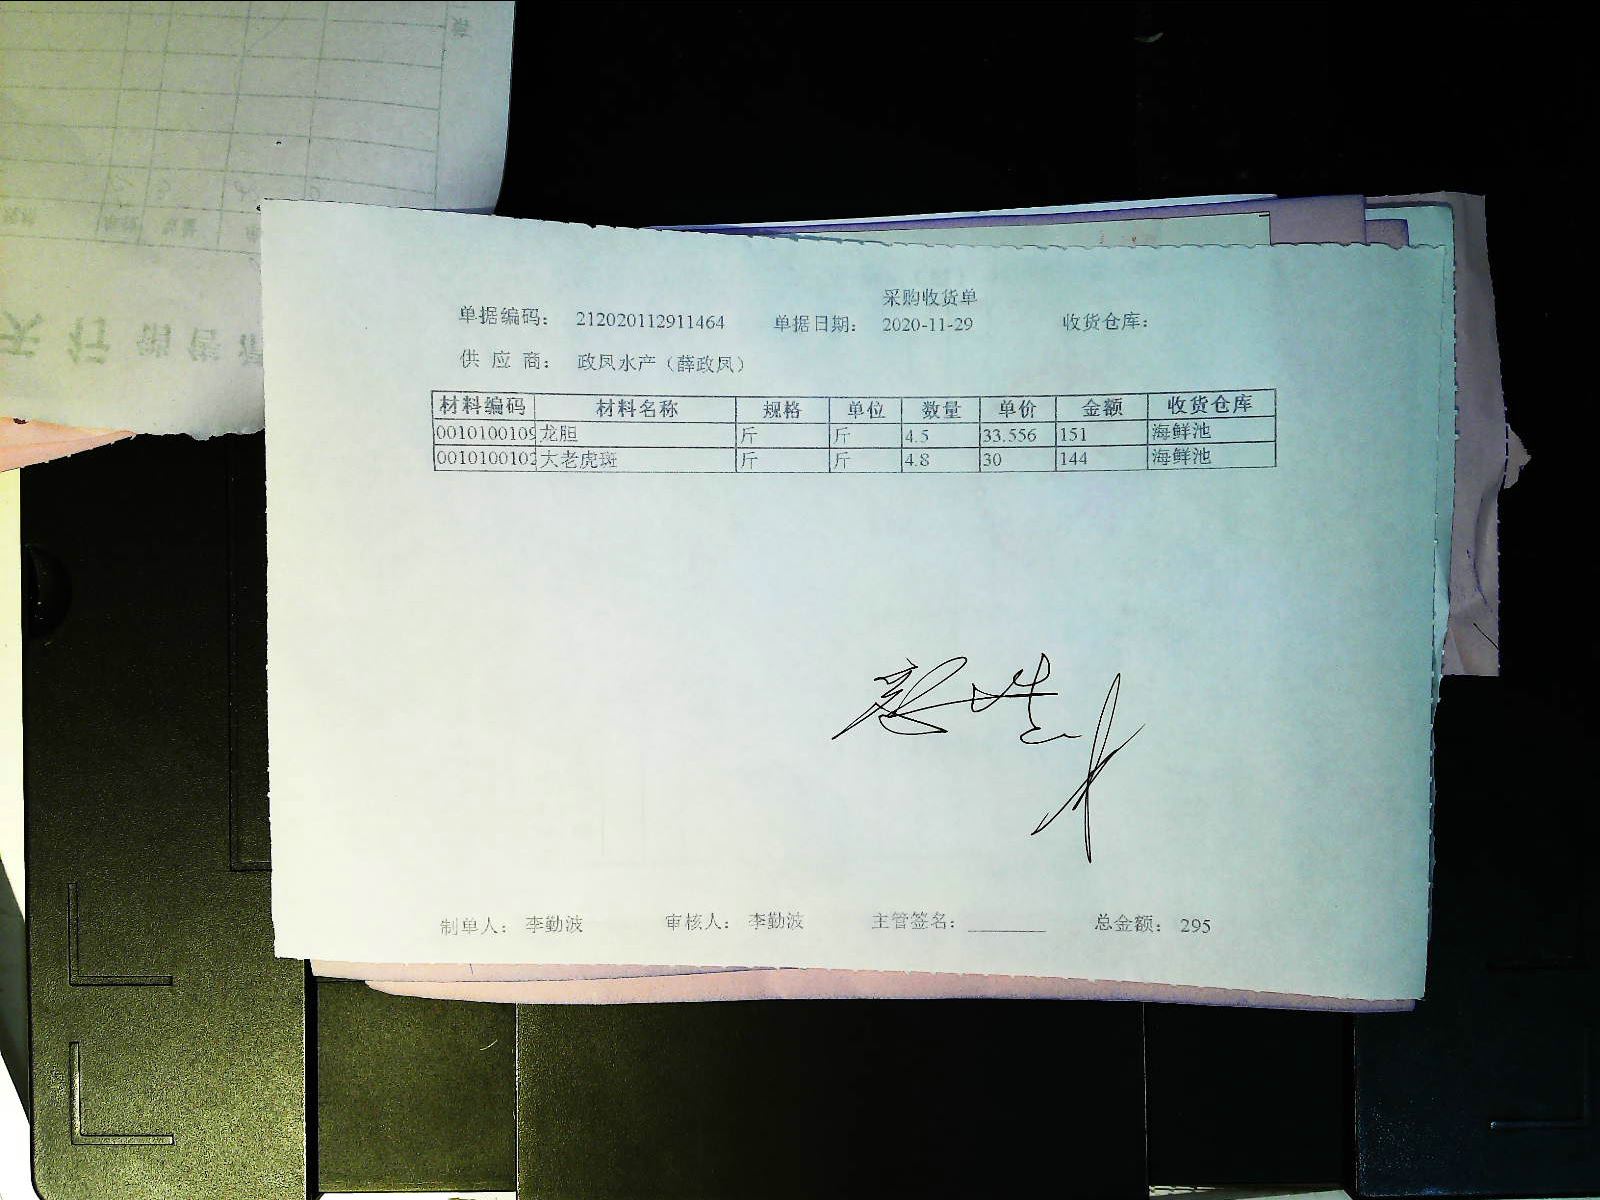 采购收货单
单据编码： 212020112911464 单据日期： 2020-11-29 收货仓库：
供 应 商： 政凤水产（薛政凤）
材料编码 材料名称 规格 单位 数量 单价 金额 收货仓库
0010100109 龙胆 斤 斤 4.5 33.556 151 海鲜池
0010100102 大老虎斑 斤 斤 4.8 30 144 海鲜池
制单人： 李勤波 审核人： 李勤波 主管签名： 总金额： 295